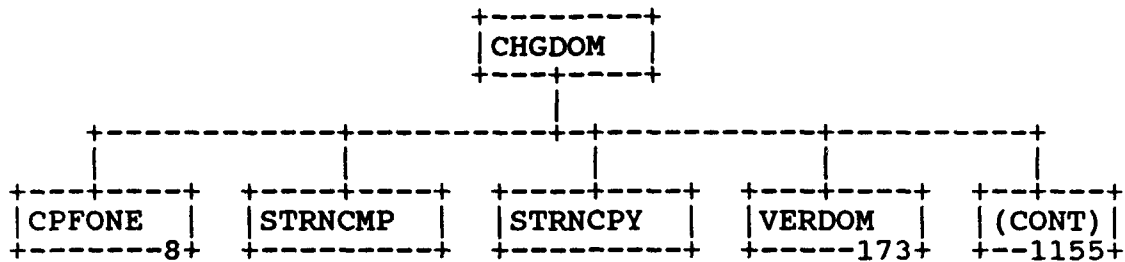 CHGDOM
CPFONE STRNCMP STRNCPY VERDOM (CONT)
8 173 1155